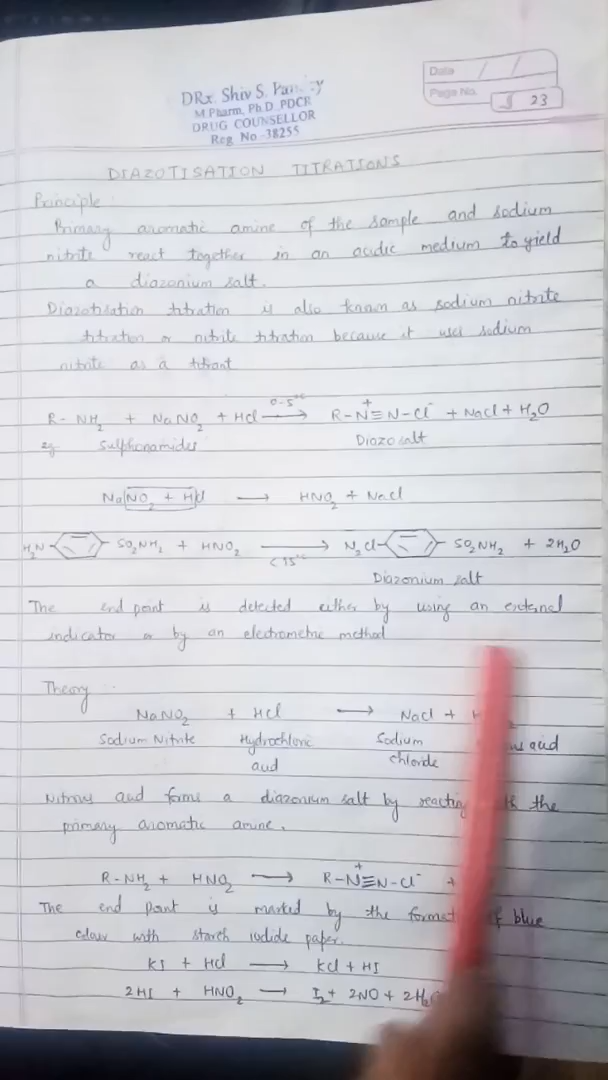 DRx. Shiv S. Pandey
M.Pharm, Ph.D. PDCR
DRUG COUNSELLOR
Reg No.-38255
Date / /
Page No. 23
DIAZOTISATION TITRATIONS
Principle:
Primary aromatic amine of the sample and sodium
nitrite react together in an acidic medium to yield
a diazonium salt.
Diazotisation titration is also known as sodium nitrite
titration or nitrite titration because it uses sodium
nitrite as a titrant
R-NH₂ + NaNO₂ + HCl ⟶ R-N⁺≡N-Cl⁻ + NaCl + H₂O
0-5°C
eg sulphonamides Diazo salt
NaNO₂ + HCl ⟶ HNO₂ + NaCl
H₂N SO₂NH₂ + HNO₂ ⟶ N₂Cl SO₂NH₂ + 2H₂O
<15°C
Diazonium salt
The end point is detected either by using an external
indicator or by an electrometric method
Theory:
NaNO₂ + HCl ⟶ NaCl +
Sodium Nitrite Hydrochloric Sodium acid
acid chloride
Nitrous acid forms a diazonium salt by reacting the
primary aromatic amine.
R-NH₂ + HNO₂ ⟶ R-N⁺≡N-Cl⁻ +
The end point is marked by the format of blue
colour with starch iodide paper.
KI + HCl ⟶ KCl + HI
2HI + HNO₂ ⟶ I₂ + 2NO +